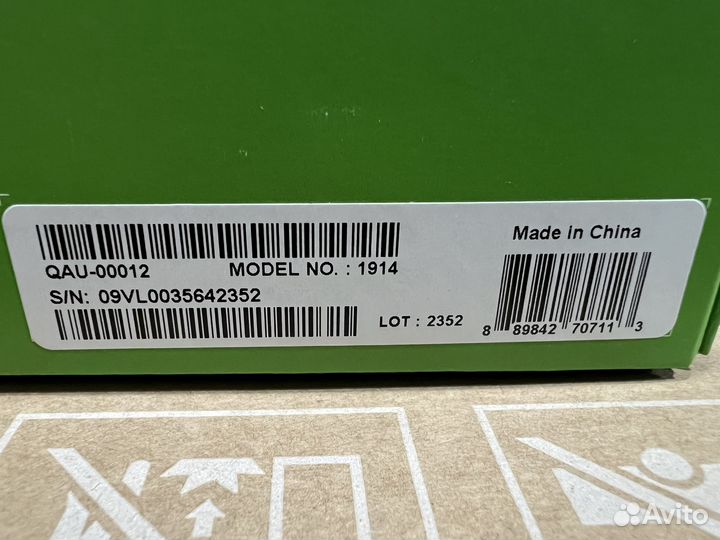 Made in China
QAU-00012 MODEL NO. : 1914
S/N: 09VL0035642352
LOT : 2352
8 89842 70711 3
Avito